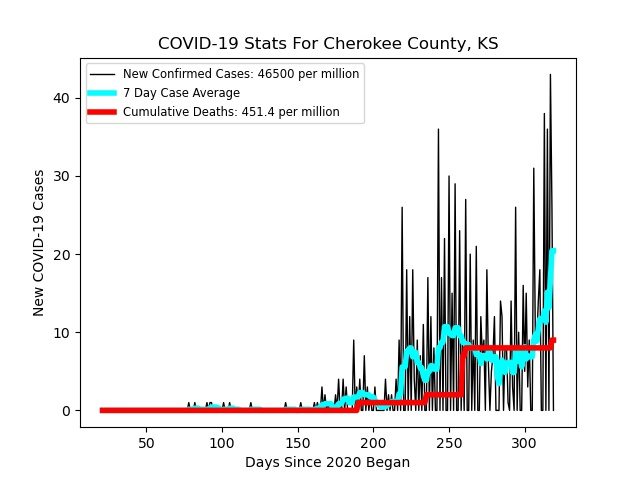 COVID-19 Stats For Cherokee County, KS
New Confirmed Cases: 46500 per million
7 Day Case Average
Cumulative Deaths: 451.4 per million
New COVID-19 Cases
40
30
20
10
0
50 100 150 200 250 300
Days Since 2020 Began